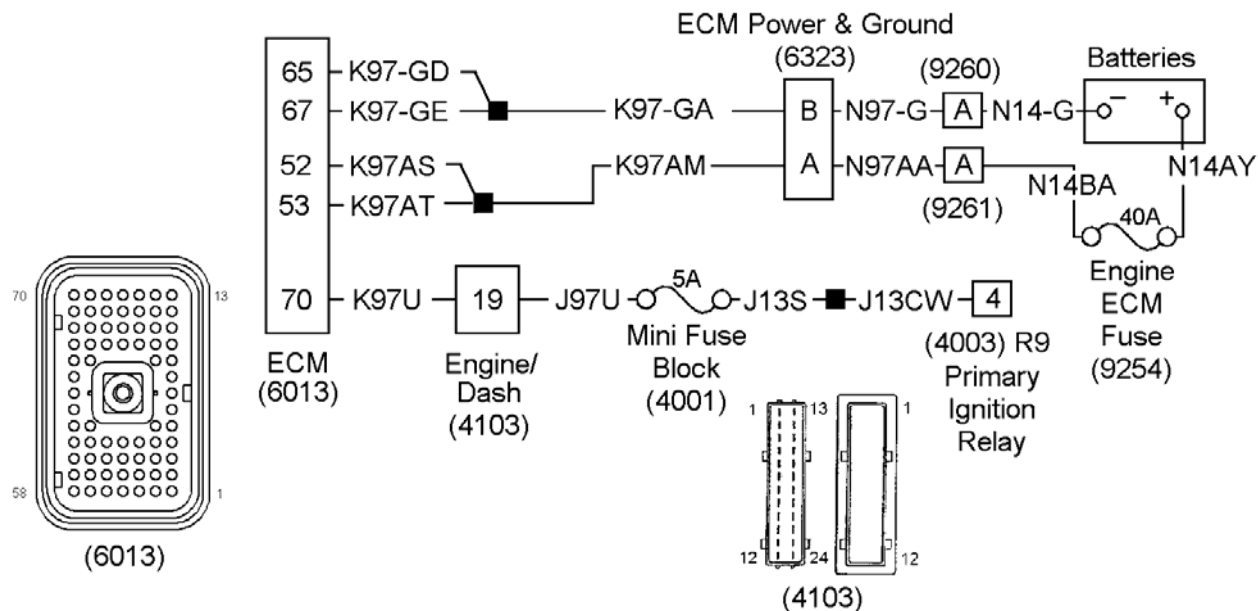 ECM Power & Ground
(6323)
(9260)
Batteries
65 K97-GD
67 K97-GE K97-GA B N97-G A N14-G − +
52 K97AS
53 K97AT K97AM A N97AA A N14BA N14AY
(9261)
40A
Engine
ECM
Fuse
(9254)
70 K97U 19 J97U 5A J13S J13CW 4
ECM
(6013)
Engine/
Dash
(4103)
Mini Fuse
Block
(4001)
(4003) R9
Primary
Ignition
Relay
70 13
58 1
(6013)
1 13 1
12 24 12
(4103)